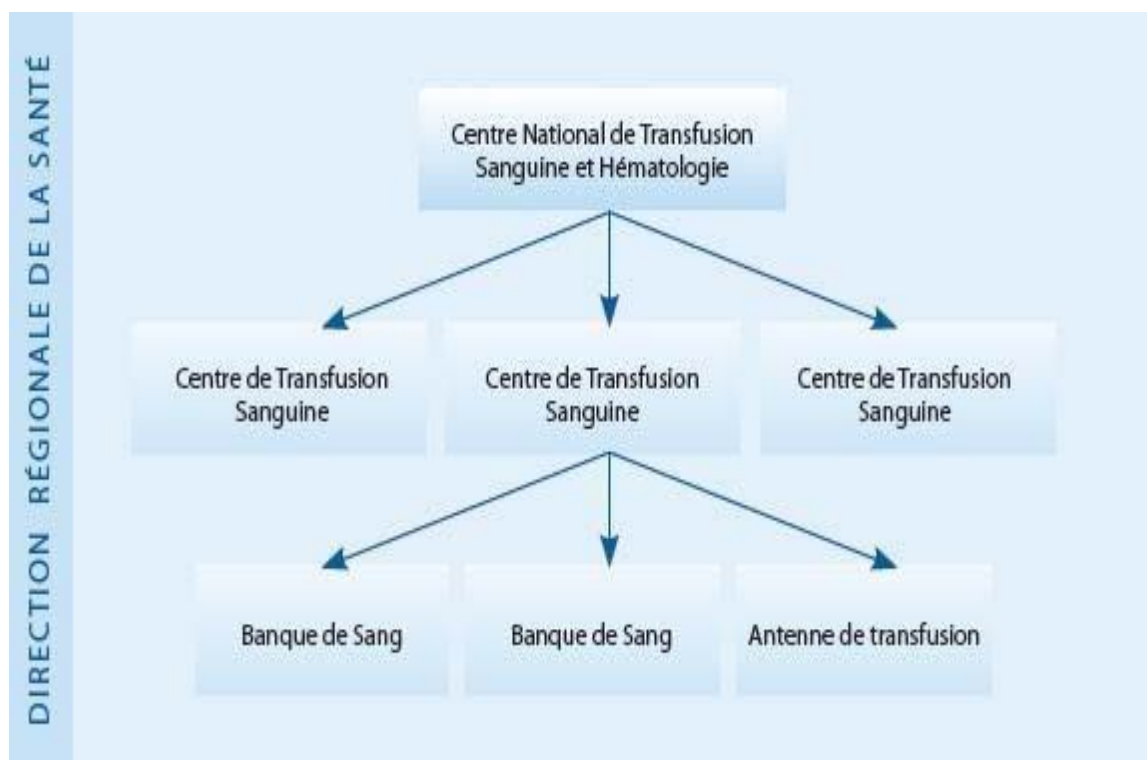 DIRECTION RÉGIONALE DE LA SANTÉ
Centre National de Transfusion
Sanguine et Hématologie
Centre de Transfusion
Sanguine
Centre de Transfusion
Sanguine
Centre de Transfusion
Sanguine
Banque de Sang
Banque de Sang
Antenne de transfusion